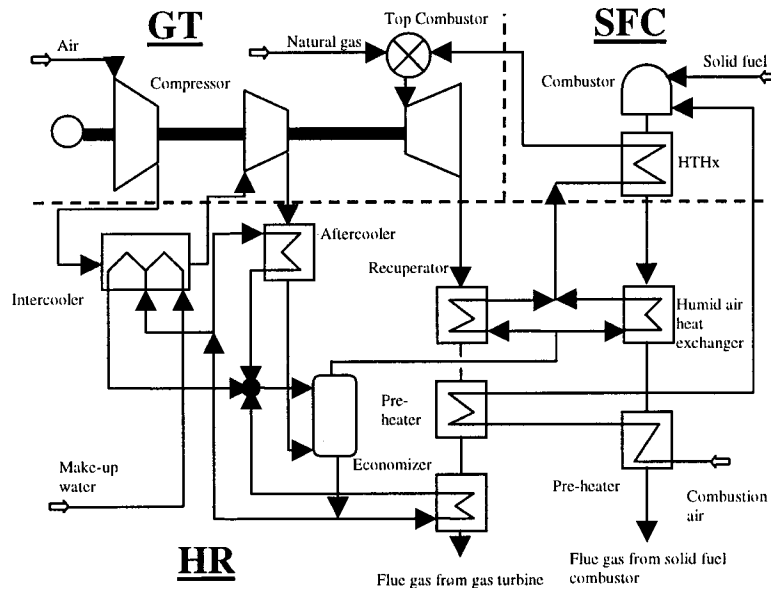 GT
SFC
Top Combustor
Air
Natural gas
Solid fuel
Compressor
Combustor
HTHx
Aftercooler
Recuperator
Intercooler
Humid air
heat
exchanger
Pre-
heater
Economizer
Make-up
water
Pre-heater
Combustion
air
HR
Flue gas from gas turbine
Flue gas from solid fuel
combustor